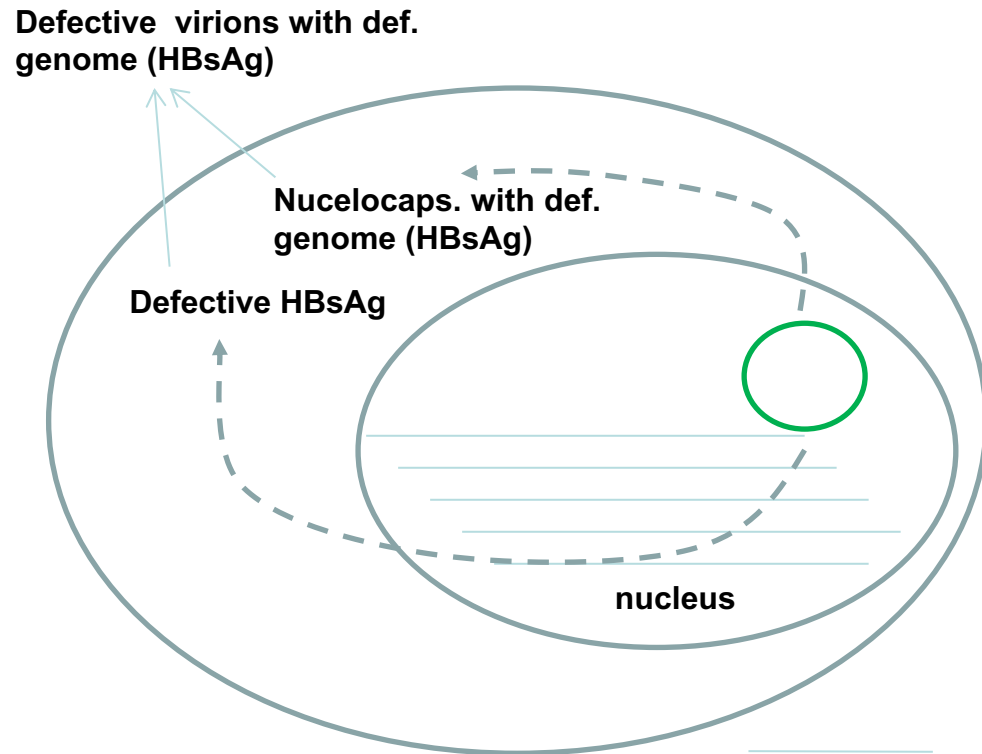 Defective  virions with def.
genome (HBsAg)
Nucelocaps. with def.
genome (HBsAg)
Defective HBsAg
nucleus